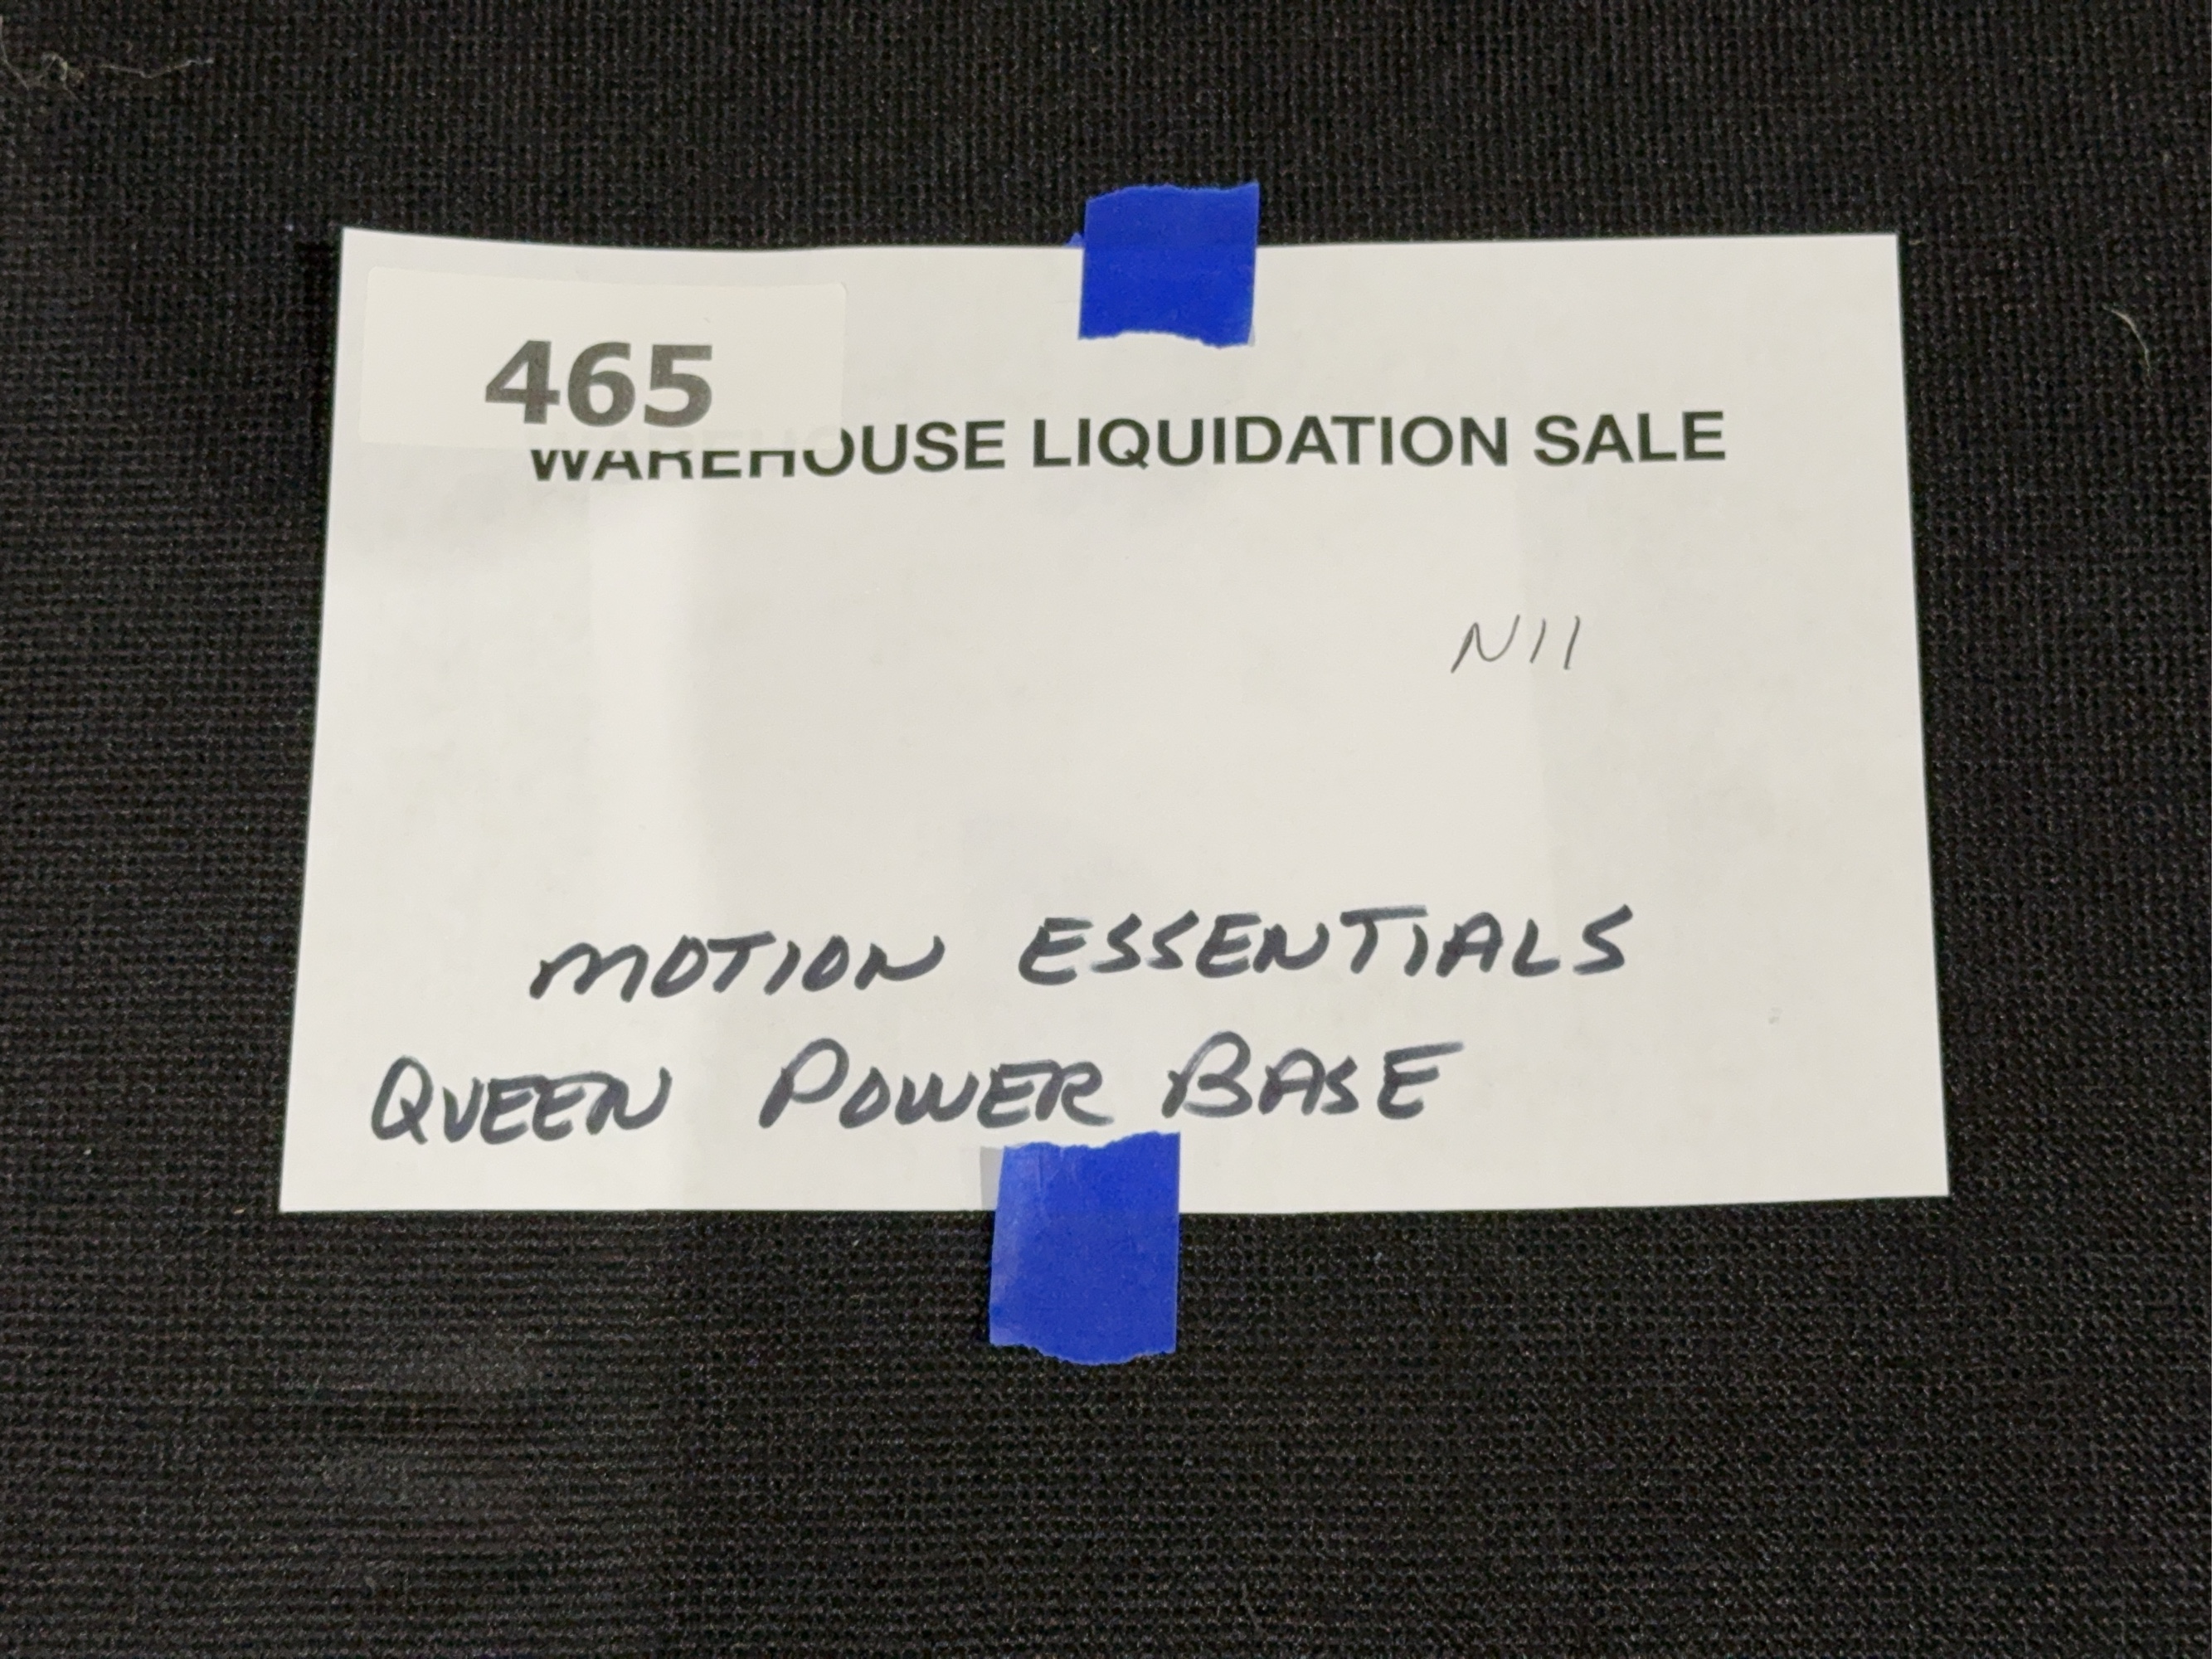 465
WAREHOUSE LIQUIDATION SALE
N11
MOTION ESSENTIALS
QUEEN POWER BASE